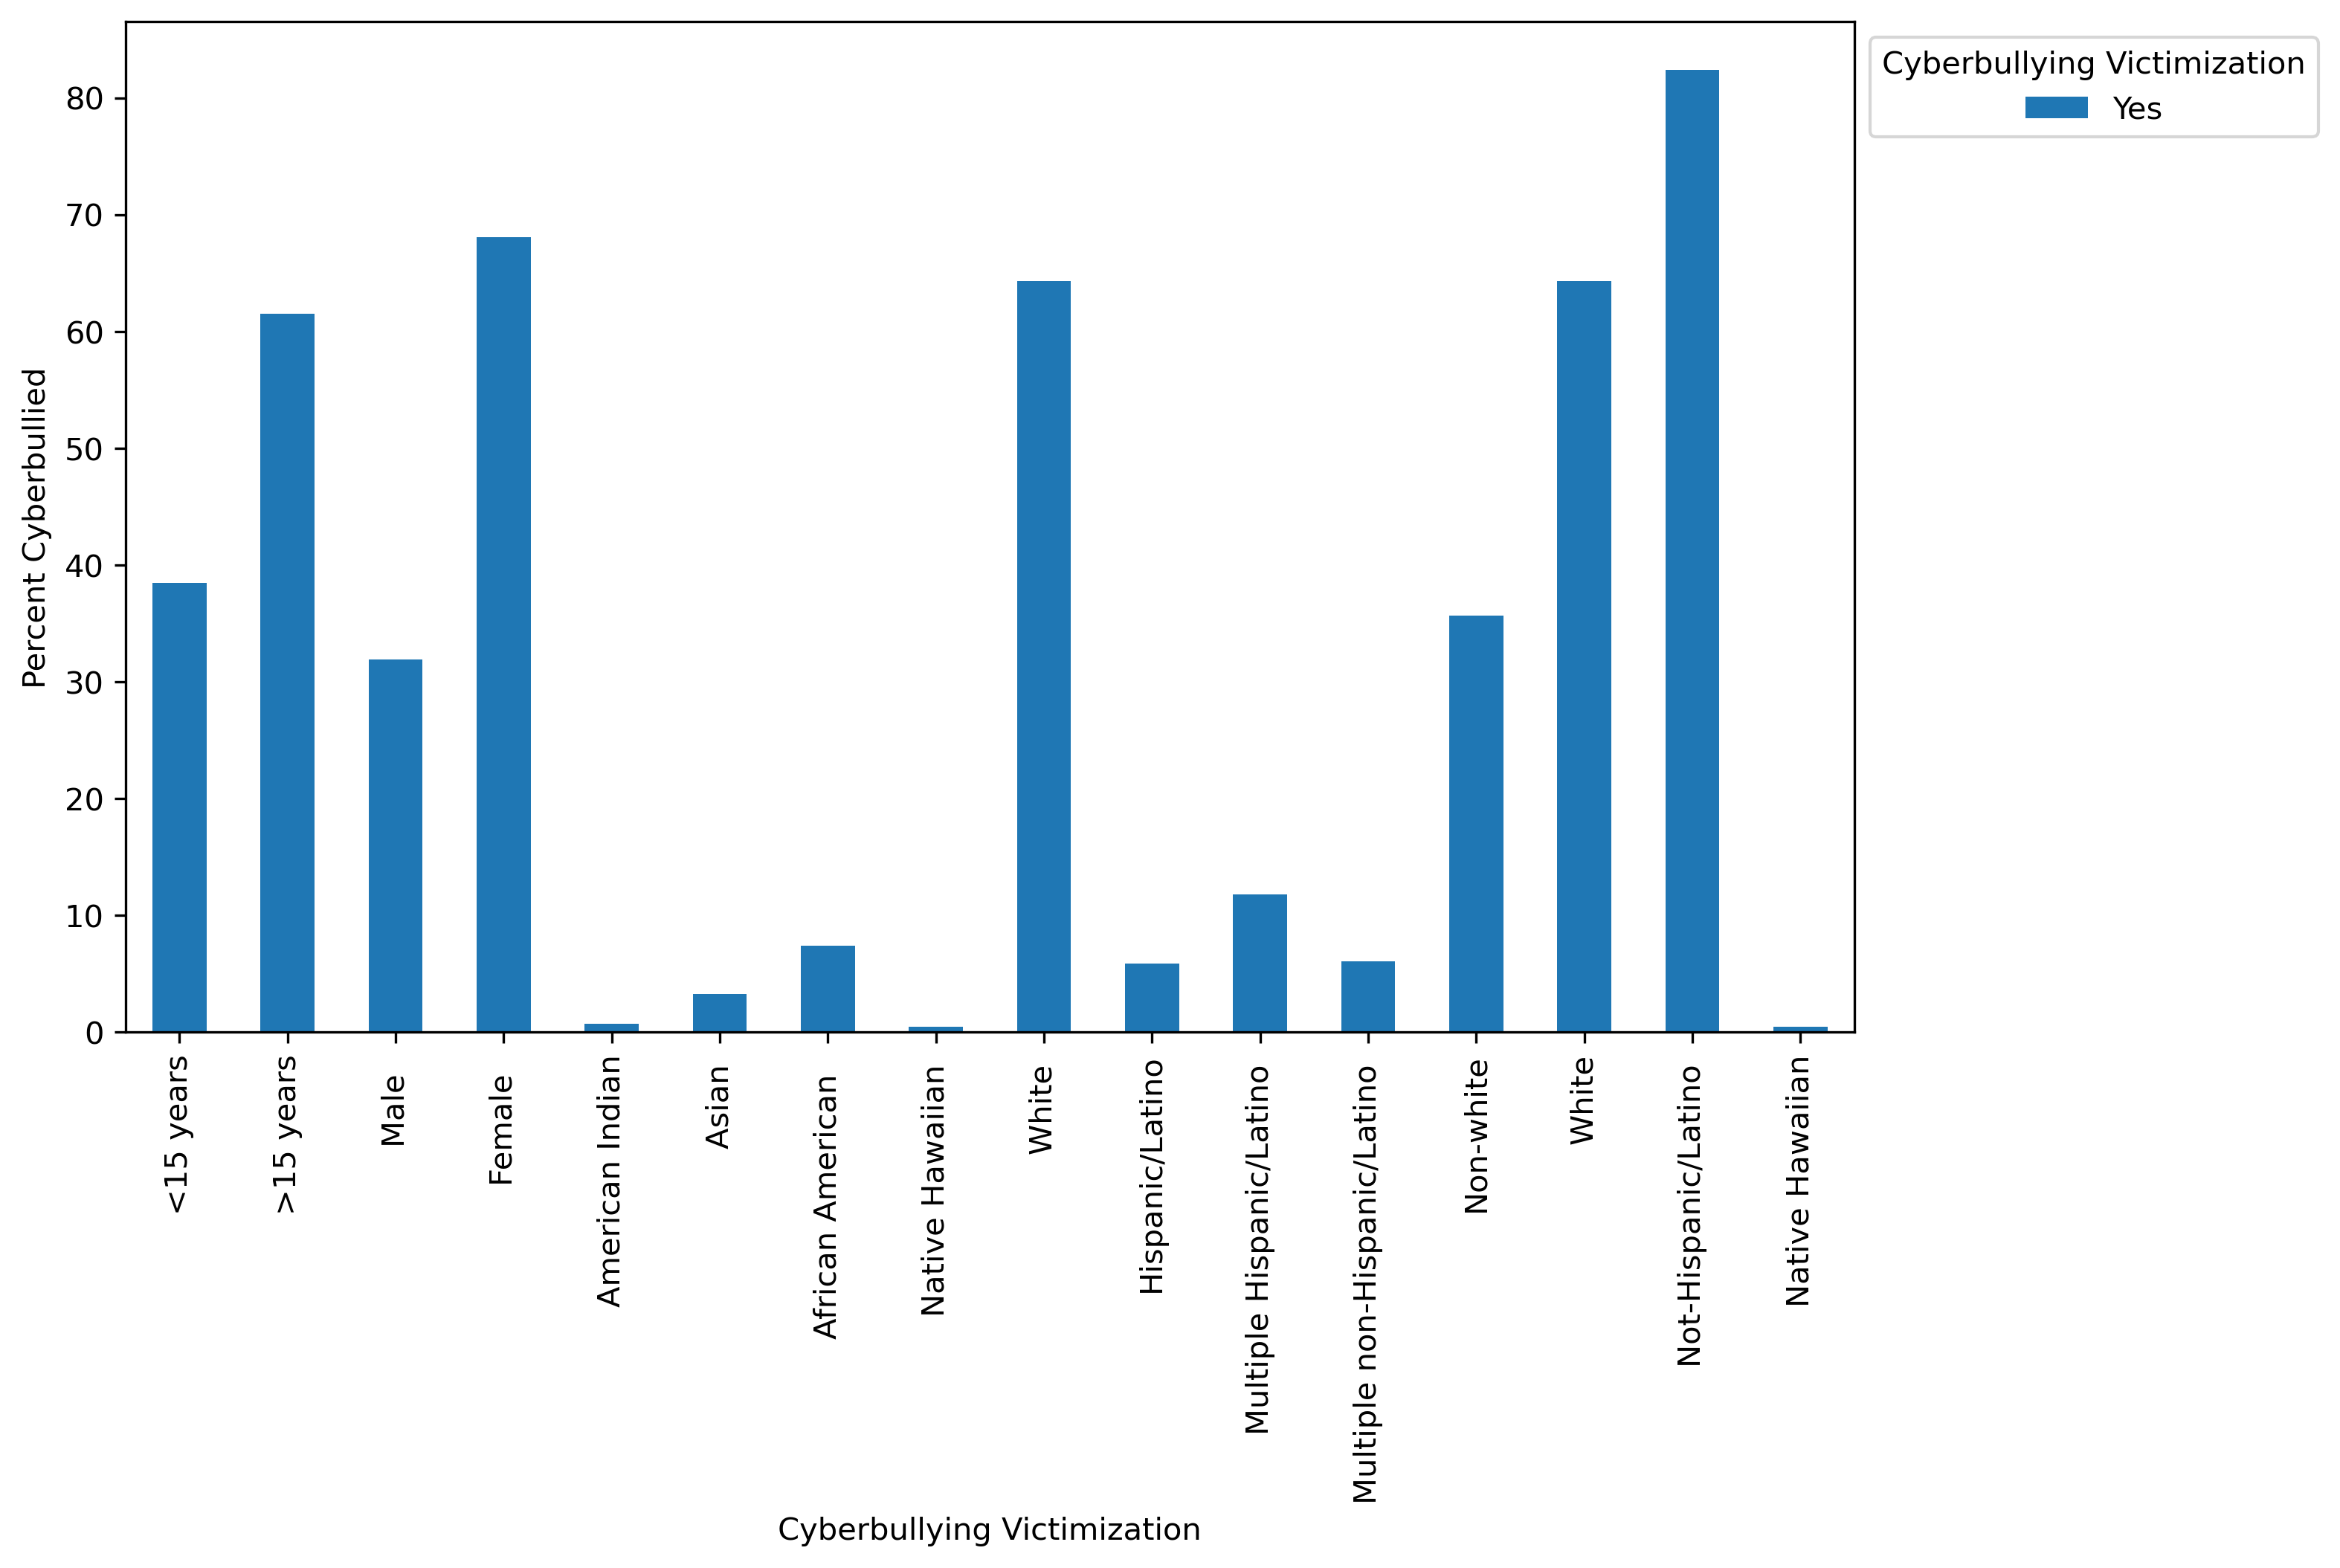 Cyberbullying Victimization
Yes
Percent Cyberbullied
80
70
60
50
40
30
20
10
0
<15 years
>15 years
Male
Female
American Indian
Asian
African American
Native Hawaiian
White
Hispanic/Latino
Multiple Hispanic/Latino
Multiple non-Hispanic/Latino
Non-white
White
Not-Hispanic/Latino
Native Hawaiian
Cyberbullying Victimization